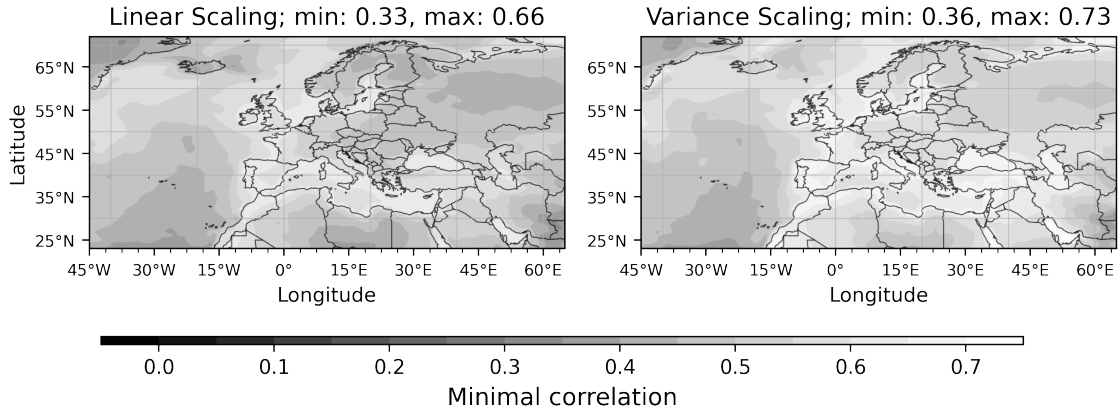 Linear Scaling; min: 0.33, max: 0.66
Variance Scaling; min: 0.36, max: 0.73
65°N
55°N
45°N
35°N
25°N
Latitude
45°W 30°W 15°W 0° 15°E 30°E 45°E 60°E
Longitude
65°N
55°N
45°N
35°N
25°N
45°W 30°W 15°W 0° 15°E 30°E 45°E 60°E
Longitude
0.0 0.1 0.2 0.3 0.4 0.5 0.6 0.7
Minimal correlation